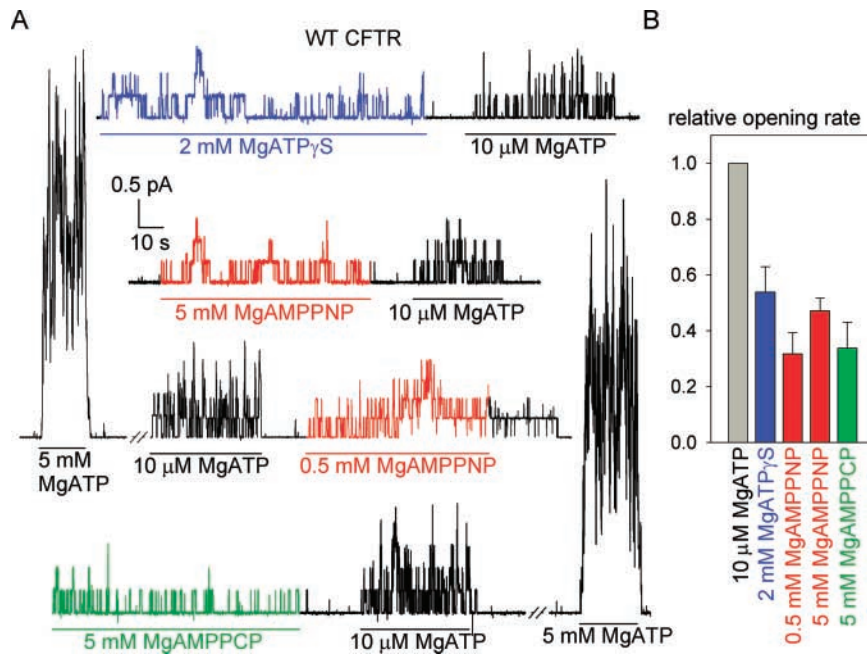 A
WT CFTR
B
2 mM MgATPγS
10 μM MgATP
relative opening rate
0.5 pA
10 s
5 mM MgAMPPNP
10 μM MgATP
5 mM
MgATP
10 μM MgATP
0.5 mM MgAMPPNP
5 mM MgAMPPCP
10 μM MgATP
5 mM MgATP
1.0
0.8
0.6
0.4
0.2
0.0
10 μM MgATP
2 mM MgATPγS
0.5 mM MgAMPPNP
5 mM MgAMPPNP
5 mM MgAMPPCP